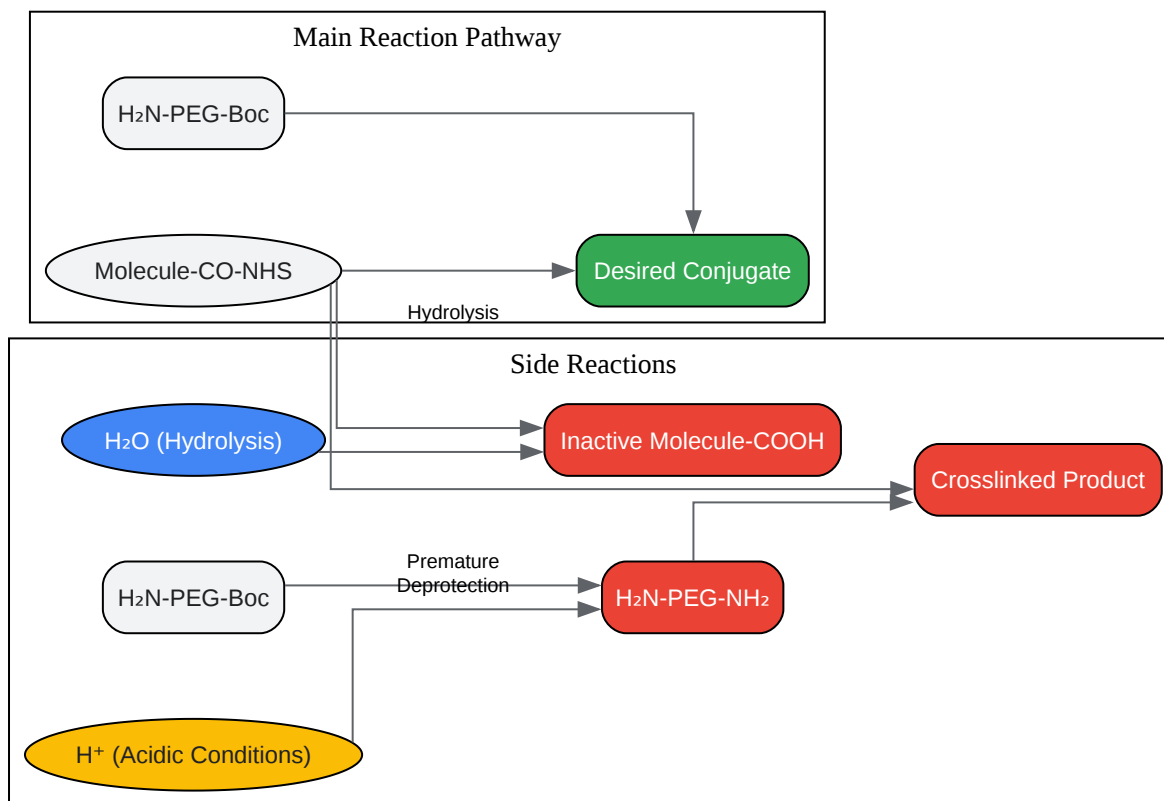 Main Reaction Pathway
H₂N-PEG-Boc
Molecule-CO-NHS
Desired Conjugate
Hydrolysis
Side Reactions
H₂O (Hydrolysis)
Inactive Molecule-COOH
Crosslinked Product
Premature
Deprotection
H₂N-PEG-Boc
H₂N-PEG-NH₂
H⁺ (Acidic Conditions)